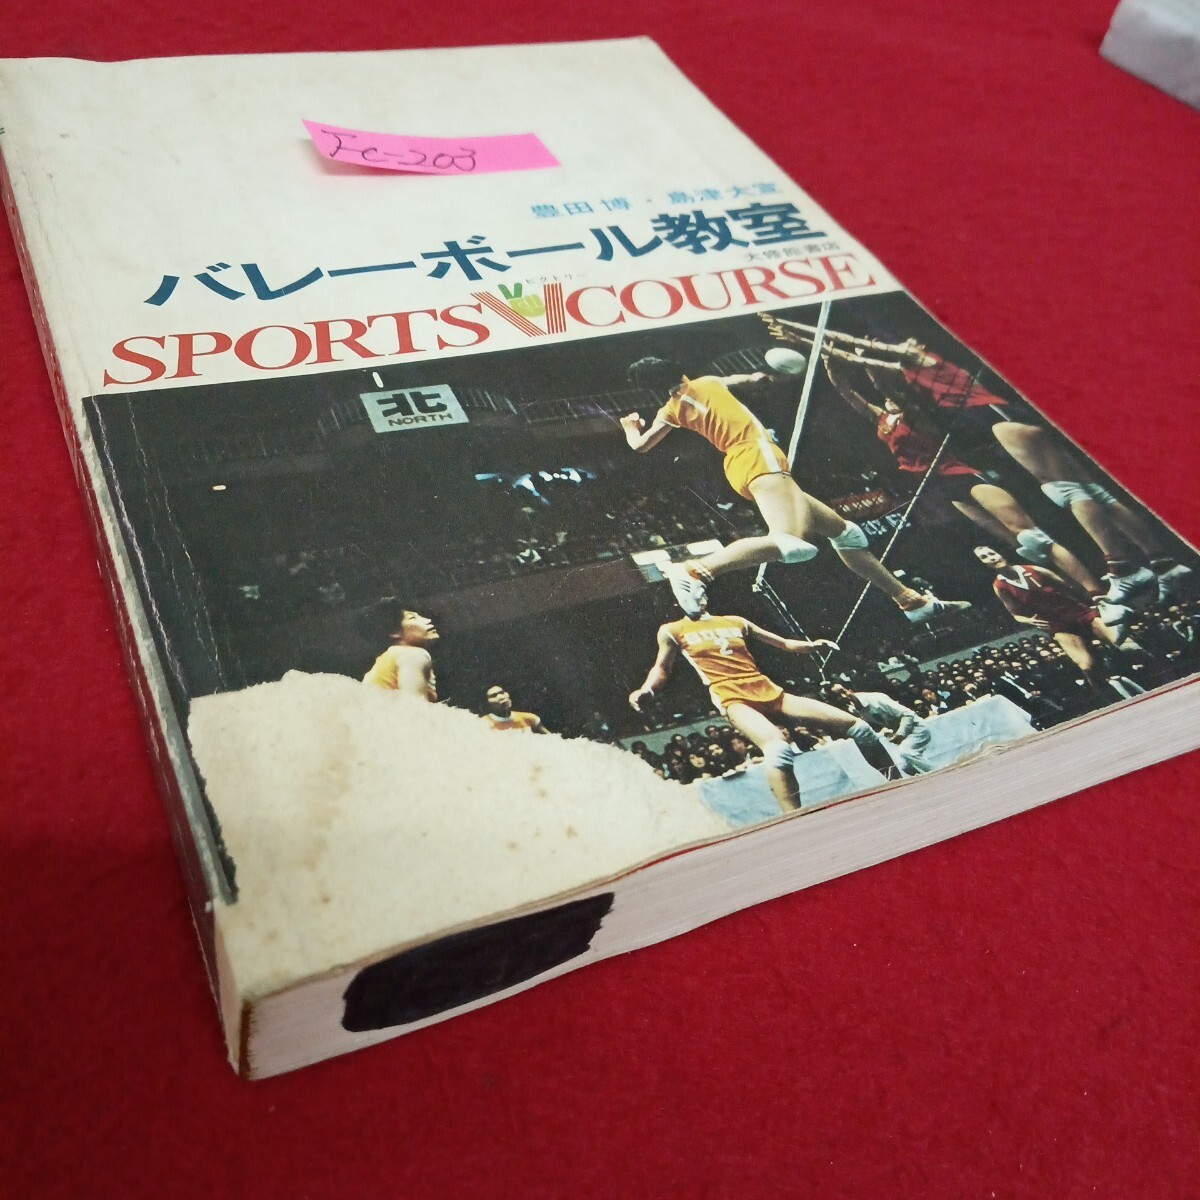 Fc-203
豊田博・島津大宣
バレーボール教室
大修館書店
ビクトリー
SPORTS V COURSE
北
NORTH
2